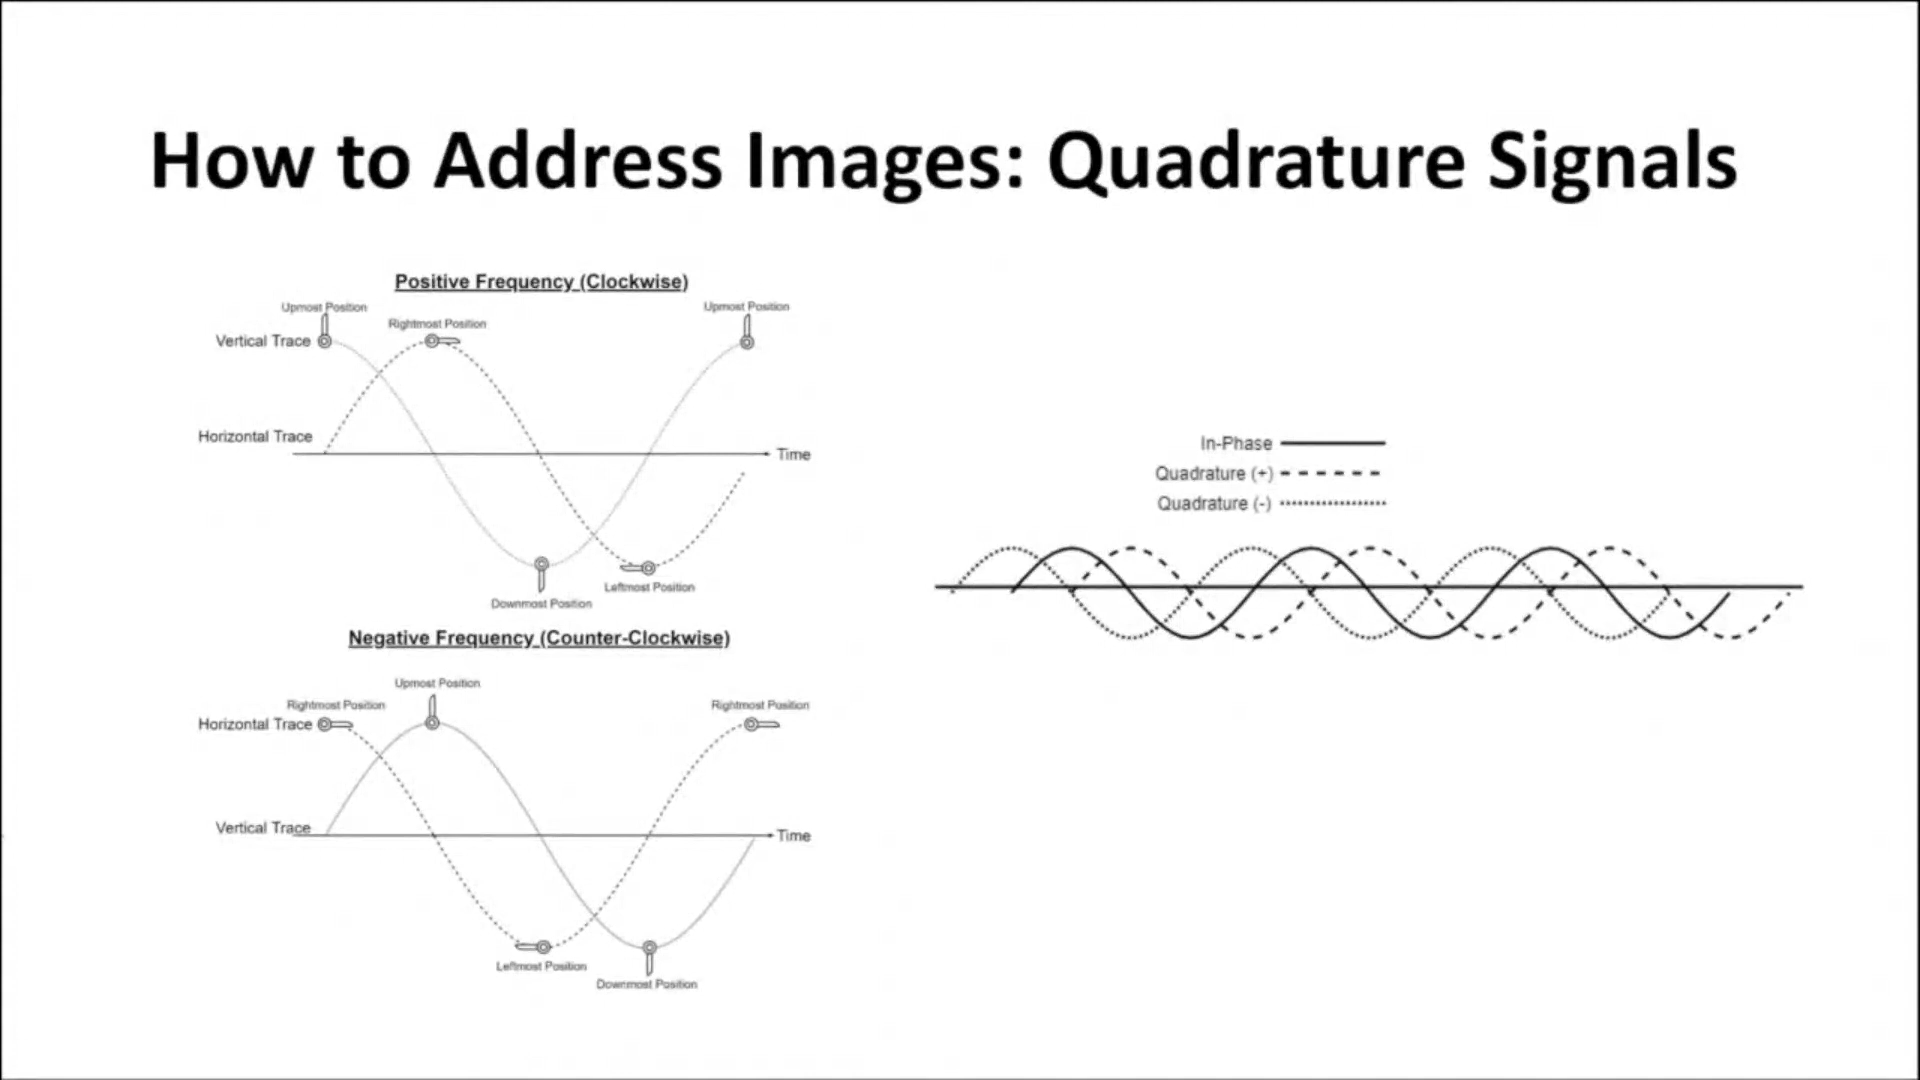 How to Address Images: Quadrature Signals
Positive Frequency (Clockwise)
Upmost Position
Upmost Position
Rightmost Position
Vertical Trace
Horizontal Trace
Time
Leftmost Position
Downmost Position
Negative Frequency (Counter-Clockwise)
Upmost Position
Rightmost Position
Rightmost Position
Horizontal Trace
Vertical Trace
Time
Leftmost Position
Downmost Position
In-Phase
Quadrature (+)
Quadrature (-)